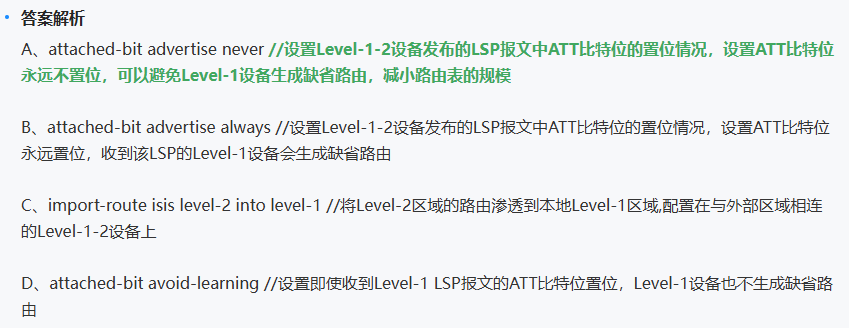 答案解析
A、attached-bit advertise never //设置Level-1-2设备发布的LSP报文中ATT比特位的置位情况，设置ATT比特位
永远不置位，可以避免Level-1设备生成缺省路由，减小路由表的规模
B、attached-bit advertise always //设置Level-1-2设备发布的LSP报文中ATT比特位的置位情况，设置ATT比特位
永远置位，收到该LSP的Level-1设备会生成缺省路由
C、import-route isis level-2 into level-1 //将Level-2区域的路由渗透到本地Level-1区域,配置在与外部区域相连
的Level-1-2设备上
D、attached-bit avoid-learning //设置即使收到Level-1 LSP报文的ATT比特位置位，Level-1设备也不生成缺省路
由